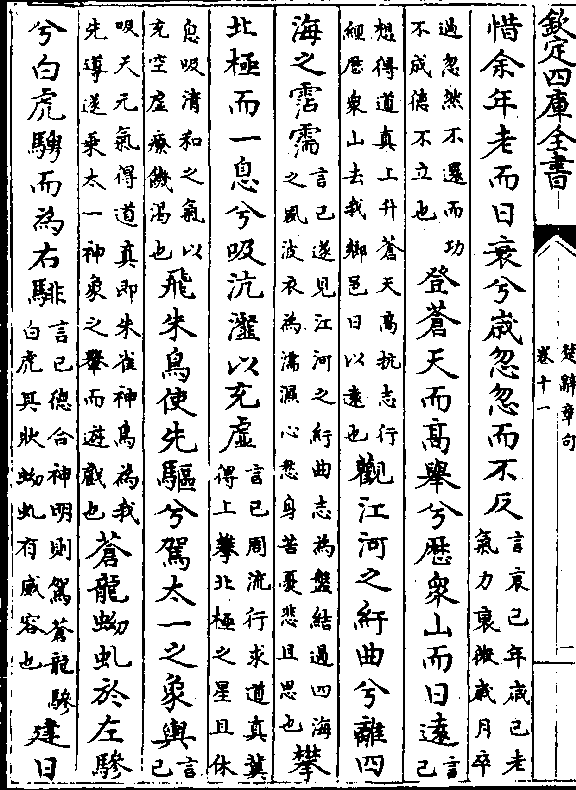 欽定四庫全書
楚辭章句
卷十一
一
惜余年老而日衰兮歲忽忽而不反言哀己年歲已老氣力衰微歲月卒
過忽然不還而功不成德不立也登蒼天而髙舉兮歴衆山而日逺言己
想得道真上升蒼天髙抗志行經歴衆山去我鄉邑日以逺也觀江河之紆曲兮離四
海之霑濡言己遂見江河之紆曲志為盤結過四海之風波衣為濡濕心愁身苦憂悲且思也攀
北極而一息兮吸沆瀣以充虚言己周流行求道真冀得上攀北極之星且休
息吸清和之氣以充空虚療饑渴也飛朱鳥使先驅兮駕太一之象輿言己
吸天元氣得道真即朱雀神鳥為我先導遂乘太一神象之轝而遊戲也蒼龍蚴虬於左驂
兮白虎騁而為右騑言己德合神明則駕蒼龍驂白虎其狀蚴虬有威容也建日